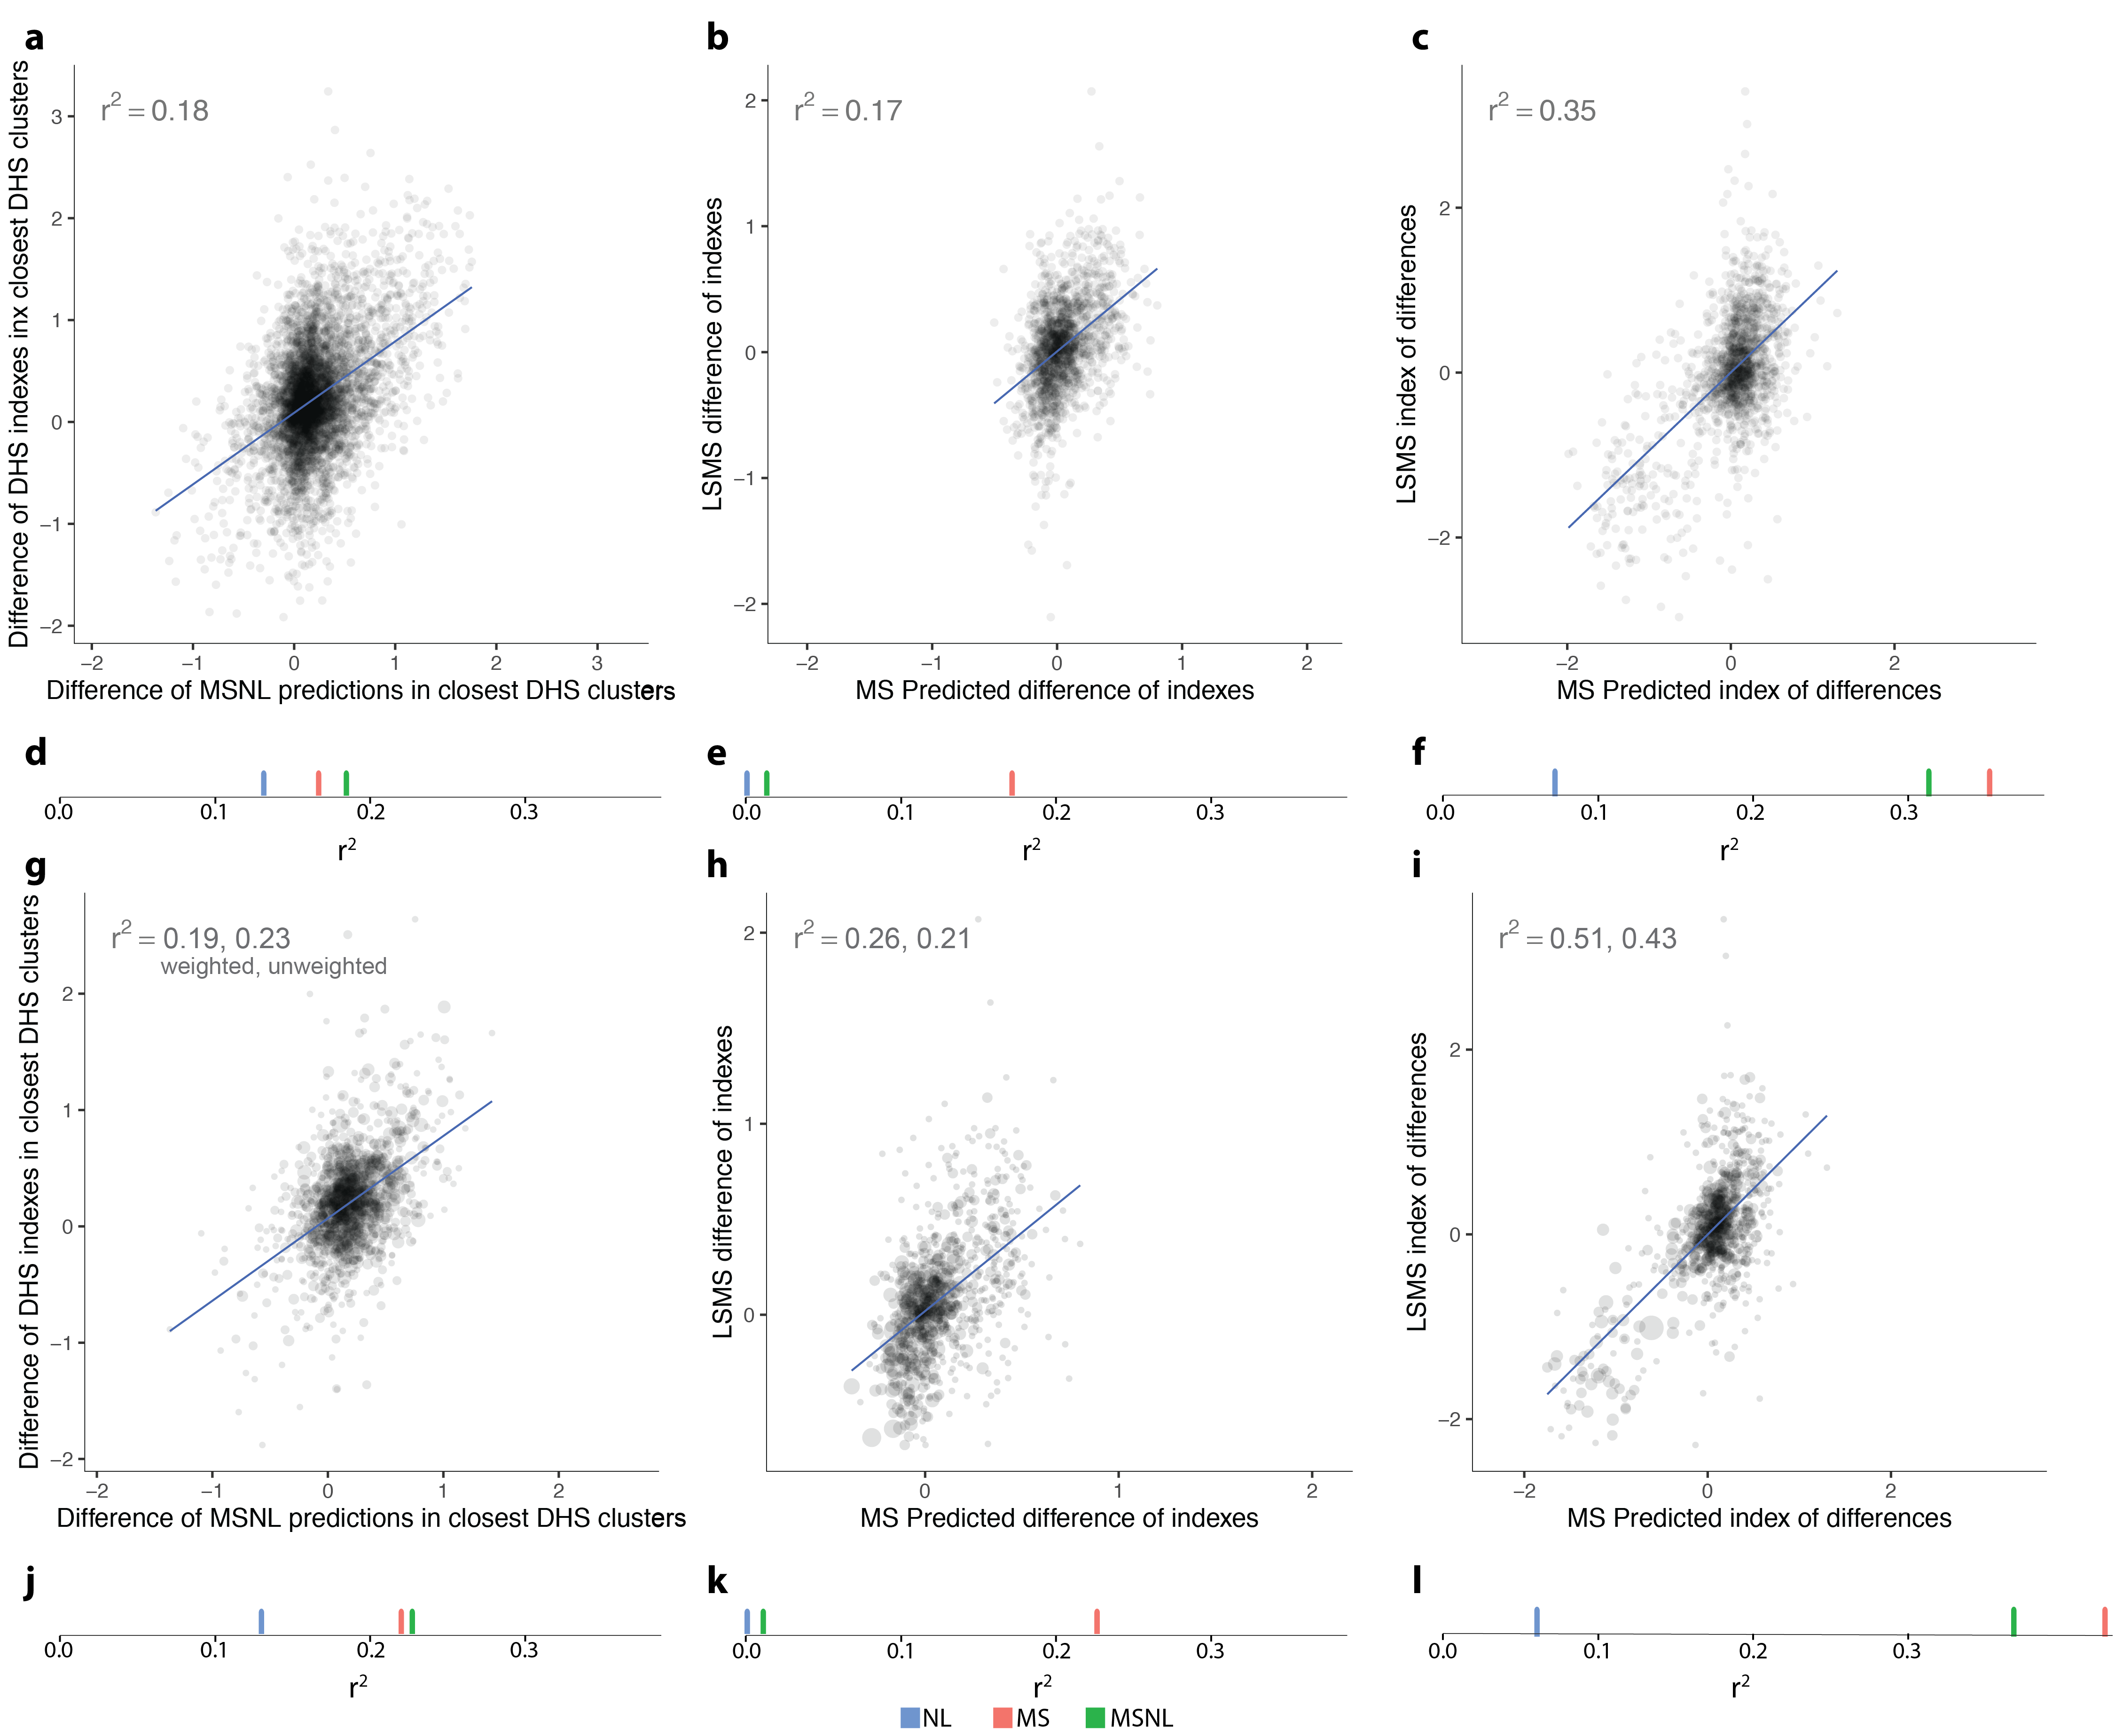 a
Difference of DHS indexes inx closest DHS clusters
r² = 0.18
3
2
1
0
−1
−2
−2 −1 0 1 2 3
Difference of MSNL predictions in closest DHS clusters
b
LSMS difference of indexes
r² = 0.17
2
1
0
−1
−2
−2 −1 0 1 2
MS Predicted difference of indexes
c
LSMS index of differences
r² = 0.35
2
0
−2
−2 0 2
MS Predicted index of differences
d
0.0 0.1 0.2 0.3
r²
e
0.0 0.1 0.2 0.3
r²
f
0.0 0.1 0.2 0.3
r²
g
Difference of DHS indexes in closest DHS clusters
r² = 0.19, 0.23
weighted, unweighted
2
1
0
−1
−2
−2 −1 0 1 2
Difference of MSNL predictions in closest DHS clusters
h
LSMS difference of indexes
r² = 0.26, 0.21
2
1
0
0 1 2
MS Predicted difference of indexes
i
LSMS index of differences
r² = 0.51, 0.43
2
0
−2
−2 0 2
MS Predicted index of differences
j
0.0 0.1 0.2 0.3
r²
k
0.0 0.1 0.2 0.3
r²
l
0.0 0.1 0.2 0.3
r²
NL MS MSNL